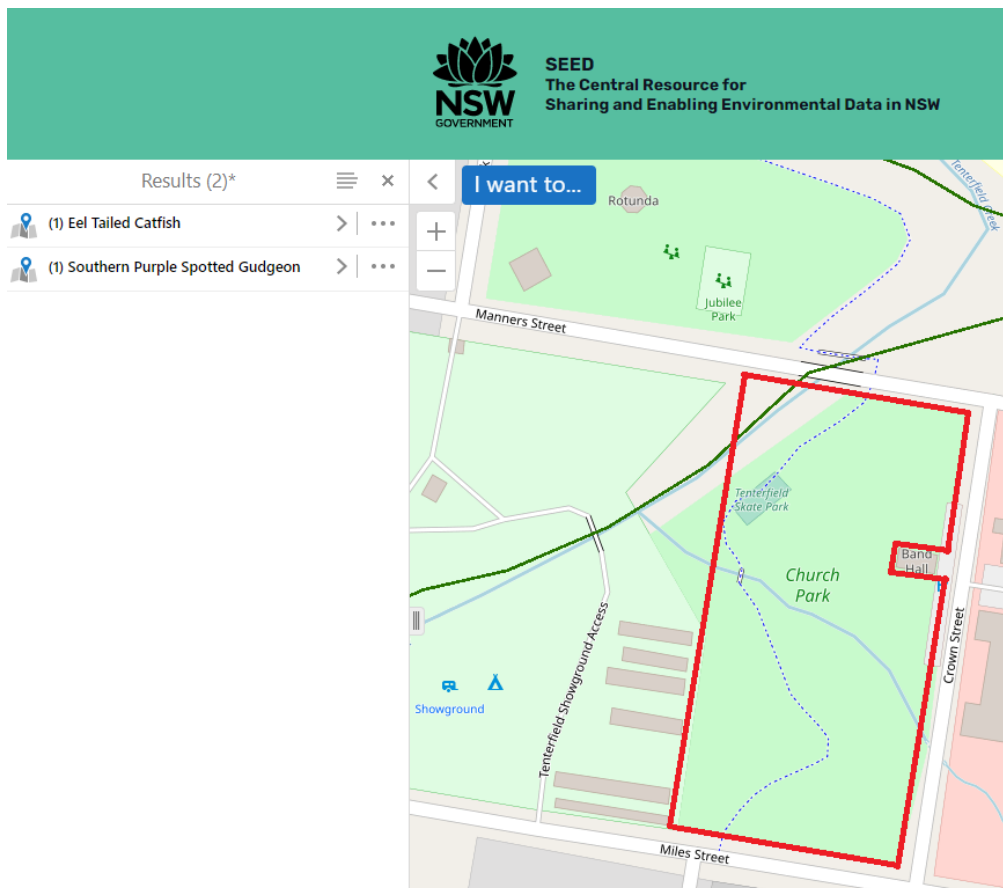 NSW
GOVERNMENT
SEED
The Central Resource for
Sharing and Enabling Environmental Data in NSW
Results (2)*
I want to...
(1) Eel Tailed Catfish
(1) Southern Purple Spotted Gudgeon
Rotunda
Tenterfield Creek
Jubilee
Park
Manners Street
Tenterfield
Skate Park
Band
Hall
Church
Park
Crown Street
Tenterfield Showground Access
Showground
Miles Street